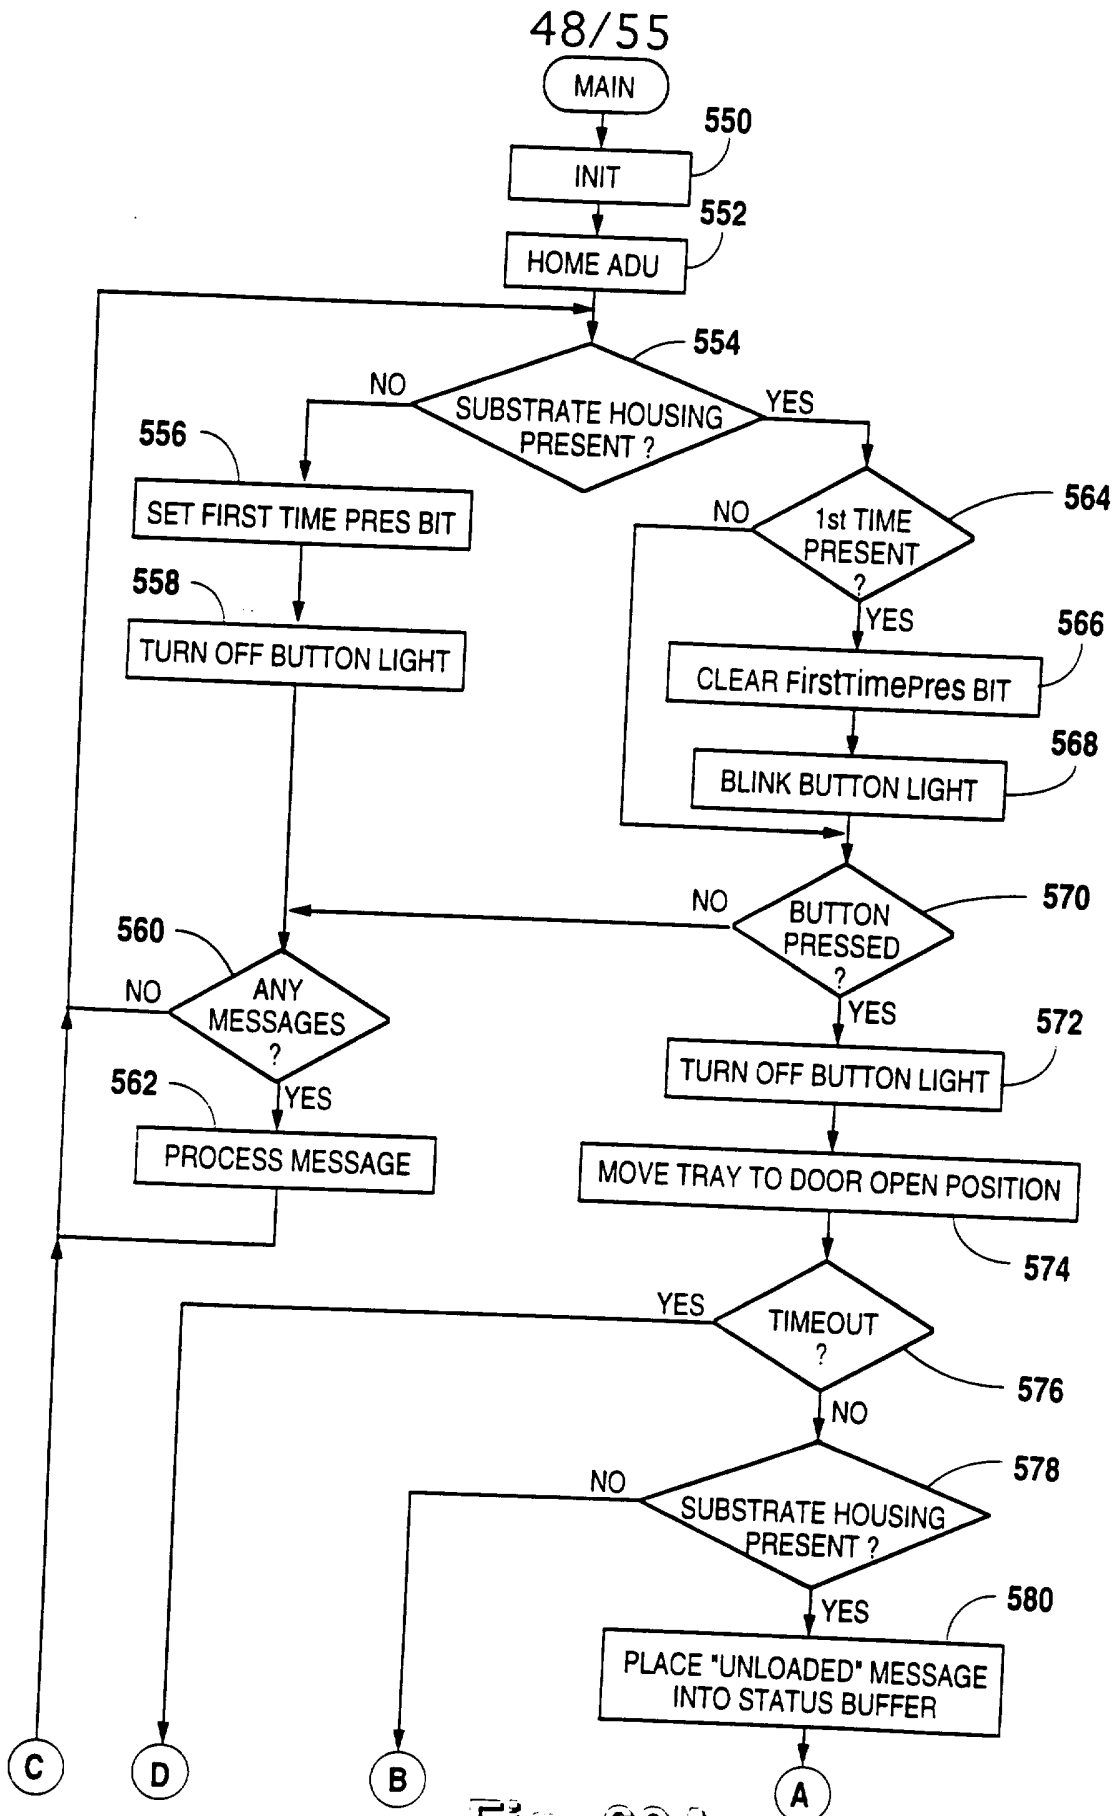 48/55
MAIN
550
INIT
552
HOME ADU
554
NO
YES
SUBSTRATE HOUSING
PRESENT ?
556
SET FIRST TIME PRES BIT
564
NO
1st TIME
PRESENT
?
YES
558
TURN OFF BUTTON LIGHT
566
CLEAR FirstTimePres BIT
568
BLINK BUTTON LIGHT
570
NO
BUTTON
PRESSED
?
YES
560
NO
ANY
MESSAGES
?
YES
572
TURN OFF BUTTON LIGHT
562
PROCESS MESSAGE
MOVE TRAY TO DOOR OPEN POSITION
574
YES
TIMEOUT
?
576
NO
578
NO
SUBSTRATE HOUSING
PRESENT ?
YES
580
PLACE "UNLOADED" MESSAGE
INTO STATUS BUFFER
C
D
B
A